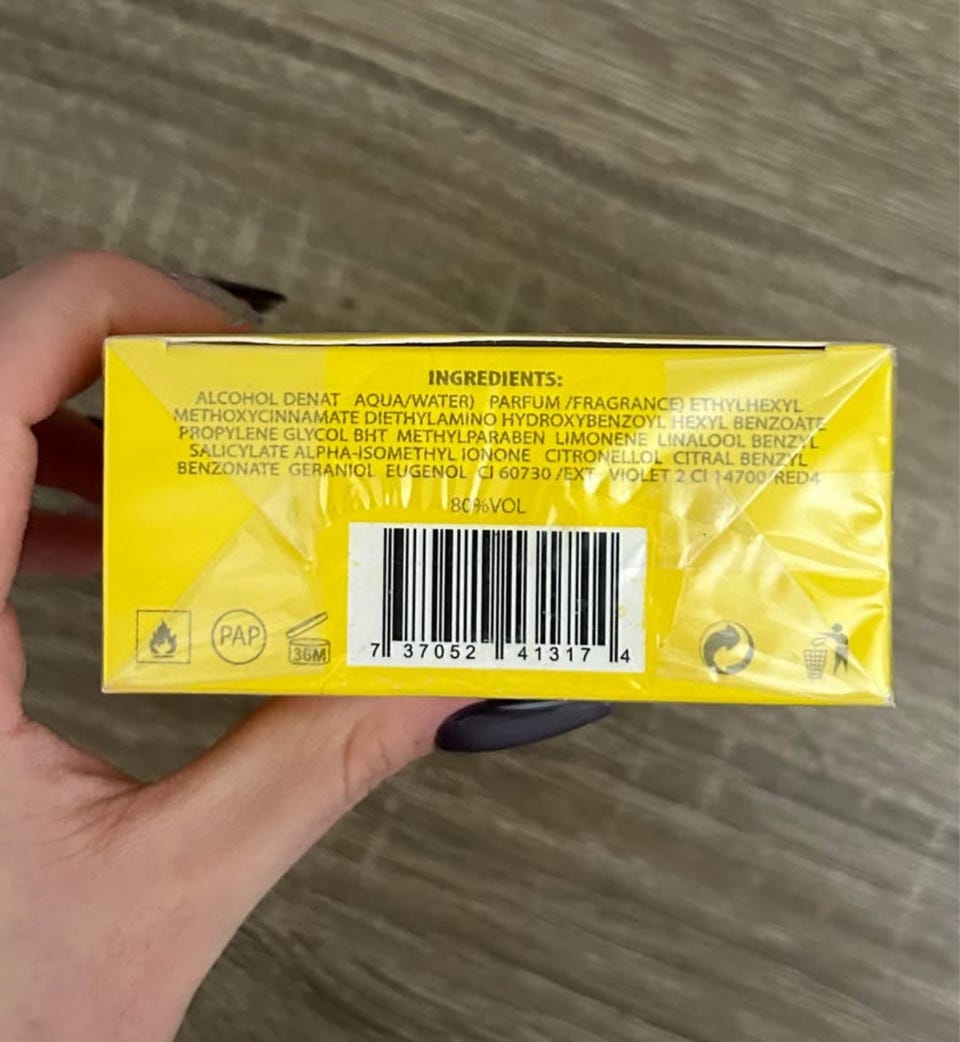 INGREDIENTS:
ALCOHOL DENAT AQUA/WATER) PARFUM /FRAGRANCE) ETHYLHEXYL
METHOXYCINNAMATE DIETHYLAMINO HYDROXYBENZOYL HEXYL BENZOATE
PROPYLENE GLYCOL BHT METHYLPARABEN LIMONENE LINALOOL BENZYL
SALICYLATE ALPHA-ISOMETHYL IONONE CITRONELLOL CITRAL BENZYL
BENZONATE GERANIOL EUGENOL CI 60730 /EXT VIOLET 2 CI 14700 RED4
80%VOL
PAP
36M
7 37052 41317 4